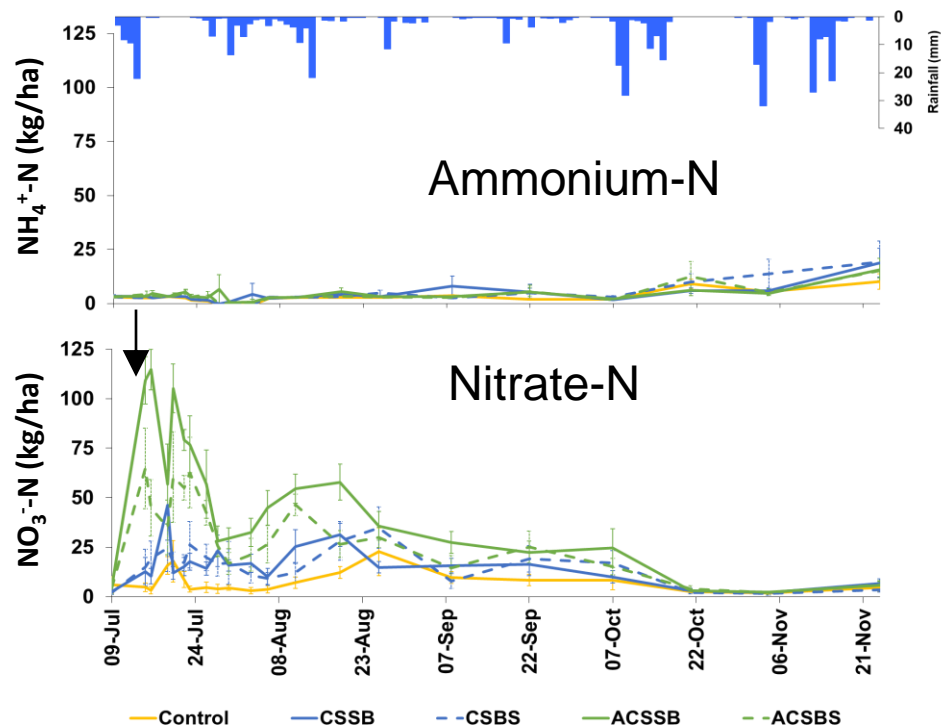 125
100
75
50
25
0
NH₄⁺-N (kg/ha)
0
10
20
30
40
Rainfall (mm)
Ammonium-N
125
100
75
50
25
0
NO₃⁻-N (kg/ha)
Nitrate-N
09-Jul
24-Jul
08-Aug
23-Aug
07-Sep
22-Sep
07-Oct
22-Oct
06-Nov
21-Nov
Control CSSB CSBS ACSSB ACSBS